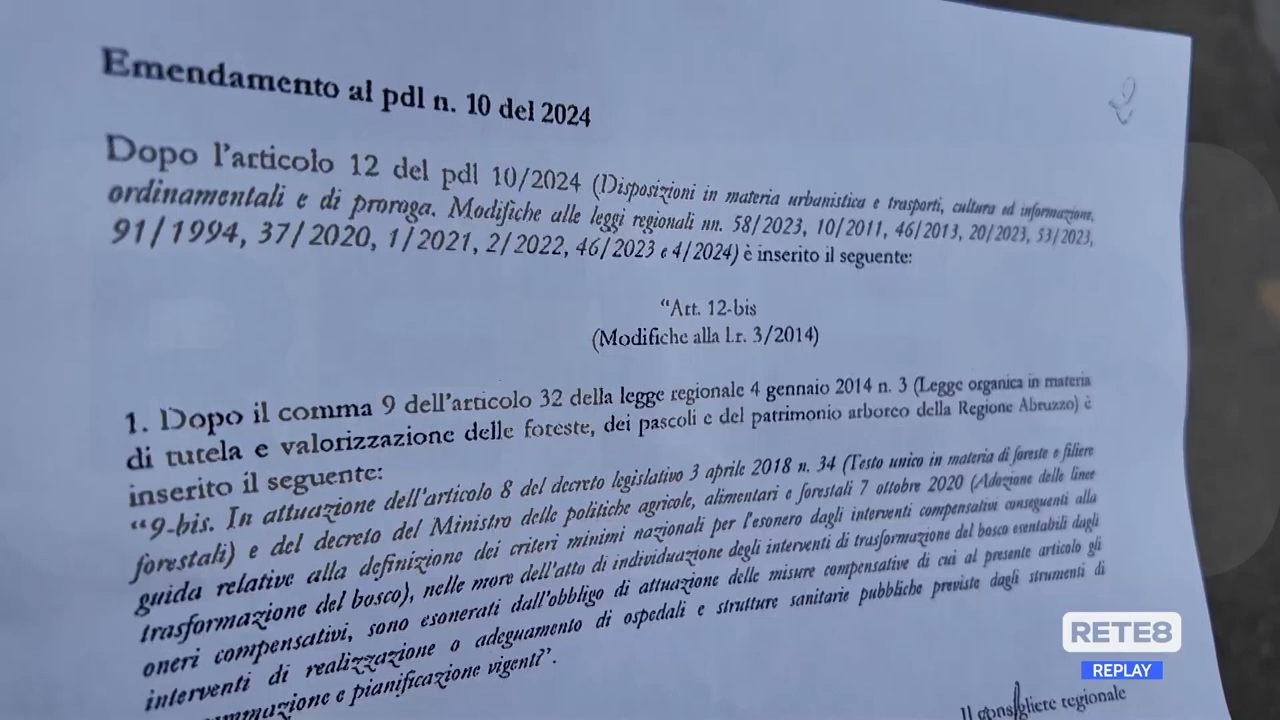 2
Emendamento al pdl n. 10 del 2024
Dopo l'articolo 12 del pdl 10/2024 (Disposizioni in materia urbanistica e trasporti, cultura ed informazione,
ordinamentali e di proroga. Modifiche alle leggi regionali nn. 58/2023, 10/2011, 46/2013, 20/2023, 53/2023,
91/1994, 37/2020, 1/2021, 2/2022, 46/2023 e 4/2024) è inserito il seguente:
“Art. 12-bis
(Modifiche alla l.r. 3/2014)
1. Dopo il comma 9 dell'articolo 32 della legge regionale 4 gennaio 2014 n. 3 (Legge organica in materia
di tutela e valorizzazione delle foreste, dei pascoli e del patrimonio arboreo della Regione Abruzzo) è
inserito il seguente:
“9-bis. In attuazione dell'articolo 8 del decreto legislativo 3 aprile 2018 n. 34 (Testo unico in materia di foreste e filiere
forestali) e del decreto del Ministro delle politiche agricole, alimentari e forestali 7 ottobre 2020 (Adozione delle linee
guida relative alla definizione dei criteri minimi nazionali per l'esonero dagli interventi compensativi conseguenti alla
trasformazione del bosco), nelle more dell'atto di individuazione degli interventi di trasformazione del bosco esentabili dagli
oneri compensativi, sono esonerati dall'obbligo di attuazione delle misure compensative di cui al presente articolo gli
interventi di realizzazione o adeguamento di ospedali e strutture sanitarie pubbliche previste dagli strumenti di
e pianificazione vigenti”.
Il consigliere regionale
RETE8
REPLAY